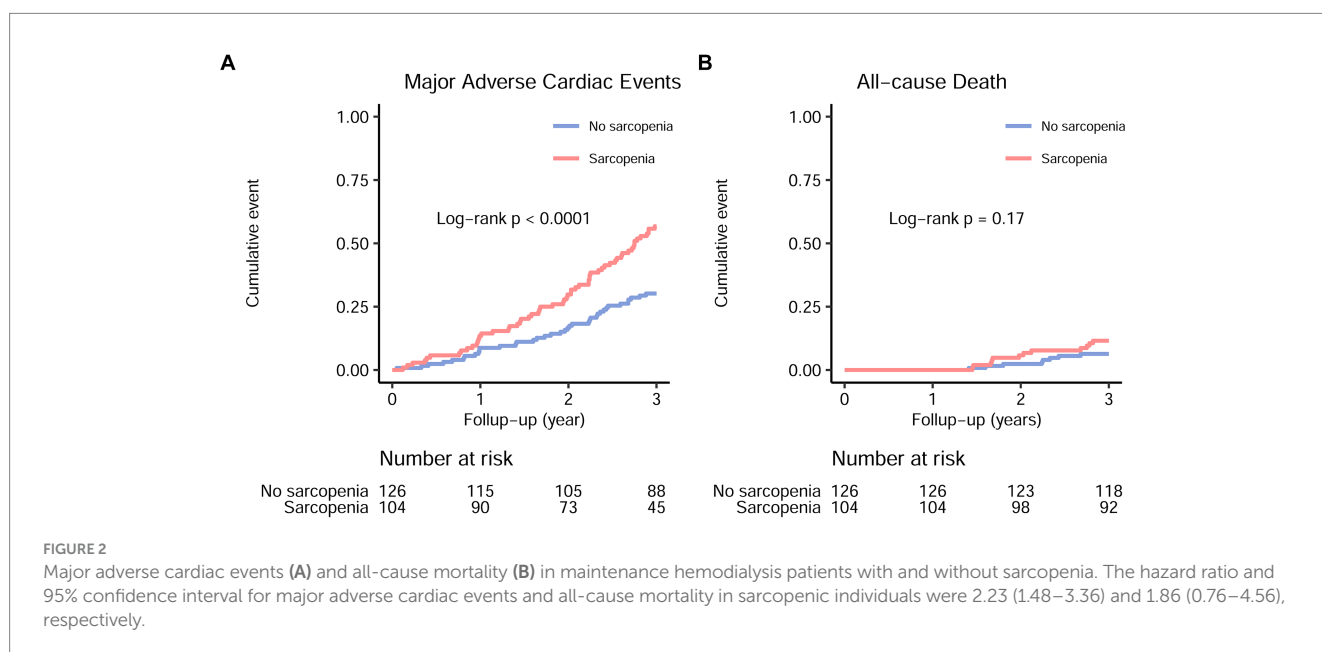 A
Major Adverse Cardiac Events
1.00
0.75
0.50
0.25
0.00
Cumulative event
No sarcopenia
Sarcopenia
Log-rank p < 0.0001
0 1 2 3
Follup-up (year)
Number at risk
No sarcopenia 126 115 105 88
Sarcopenia 104 90 73 45
B
All-cause Death
1.00
0.75
0.50
0.25
0.00
Cumulative event
No sarcopenia
Sarcopenia
Log-rank p = 0.17
0 1 2 3
Follup-up (years)
Number at risk
No sarcopenia 126 126 123 118
Sarcopenia 104 104 98 92
FIGURE 2
Major adverse cardiac events (A) and all-cause mortality (B) in maintenance hemodialysis patients with and without sarcopenia. The hazard ratio and
95% confidence interval for major adverse cardiac events and all-cause mortality in sarcopenic individuals were 2.23 (1.48–3.36) and 1.86 (0.76–4.56),
respectively.